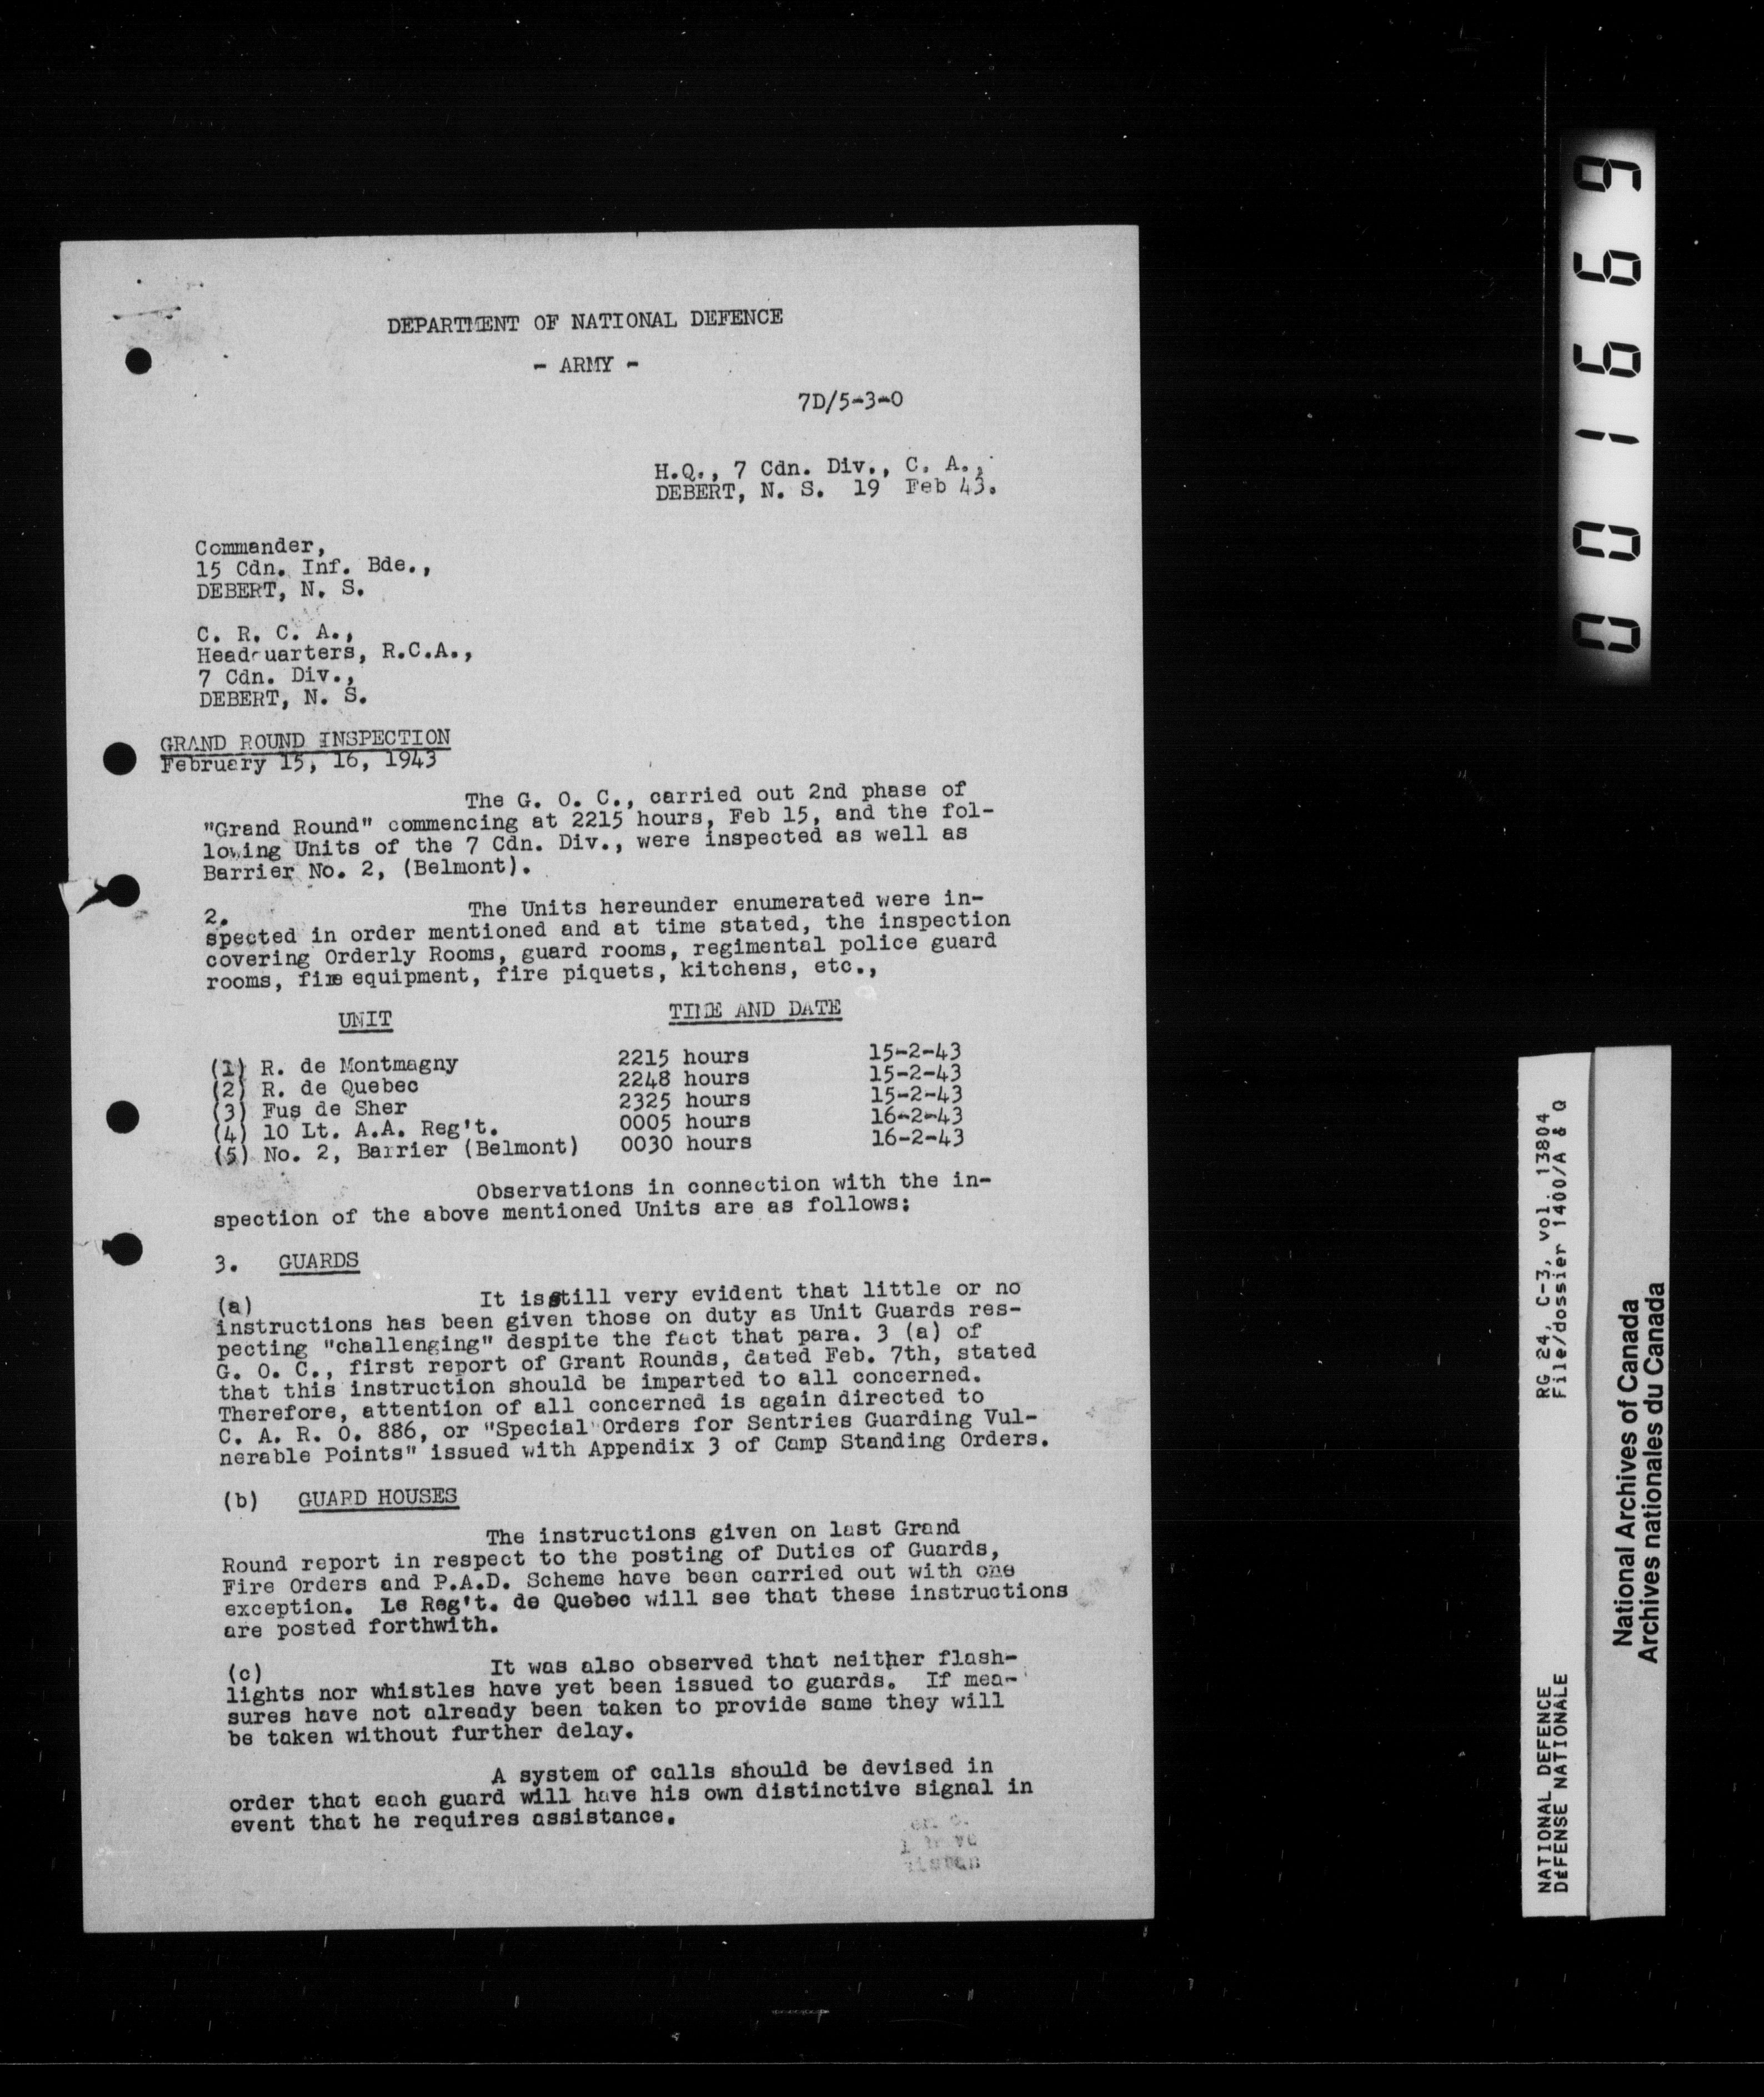 DEPARTMENT OF NATIONAL DEFENCE
- ARMY -
7D/5-3-0
H.Q., 7 Cdn. Div., C. A.,
DEBERT, N. S. 19 Feb 43.
Commander,
15 Cdn. Inf. Bde.,
DEBERT, N. S.
C. R. C. A.,
Headquarters, R.C.A.,
7 Cdn. Div.,
DEBERT, N. S.
GRAND ROUND INSPECTION
February 15, 16, 1943
The G. O. C., carried out 2nd phase of
"Grand Round" commencing at 2215 hours, Feb 15, and the fol-
lowing Units of the 7 Cdn. Div., were inspected as well as
Barrier No. 2, (Belmont).
2. The Units hereunder enumerated were in-
spected in order mentioned and at time stated, the inspection
covering Orderly Rooms, guard rooms, regimental police guard
rooms, fire equipment, fire piquets, kitchens, etc.,
UNIT TIME AND DATE
(1) R. de Montmagny 2215 hours 15-2-43
(2) R. de Quebec 2248 hours 15-2-43
(3) Fus de Sher 2325 hours 15-2-43
(4) 10 Lt. A.A. Reg't. 0005 hours 16-2-43
(5) No. 2, Barrier (Belmont) 0030 hours 16-2-43
Observations in connection with the in-
spection of the above mentioned Units are as follows:
3. GUARDS
(a) It is still very evident that little or no
instructions has been given those on duty as Unit Guards res-
pecting "challenging" despite the fact that para. 3 (a) of
G. O. C., first report of Grant Rounds, dated Feb. 7th, stated
that this instruction should be imparted to all concerned.
Therefore, attention of all concerned is again directed to
C. A. R. O. 886, or "Special Orders for Sentries Guarding Vul-
nerable Points" issued with Appendix 3 of Camp Standing Orders.
(b) GUARD HOUSES
The instructions given on last Grand
Round report in respect to the posting of Duties of Guards,
Fire Orders and P.A.D. Scheme have been carried out with one
exception. Le Reg't. de Quebec will see that these instructions
are posted forthwith.
(c) It was also observed that neither flash-
lights nor whistles have yet been issued to guards. If mea-
sures have not already been taken to provide same they will
be taken without further delay.
A system of calls should be devised in
order that each guard will have his own distinctive signal in
event that he requires assistance.
001669
NATIONAL DEFENCE RG 24, C-3, vol. 13804
DéFENSE NATIONALE File/dossier 1400/A & Q
National Archives of Canada
Archives nationales du Canada